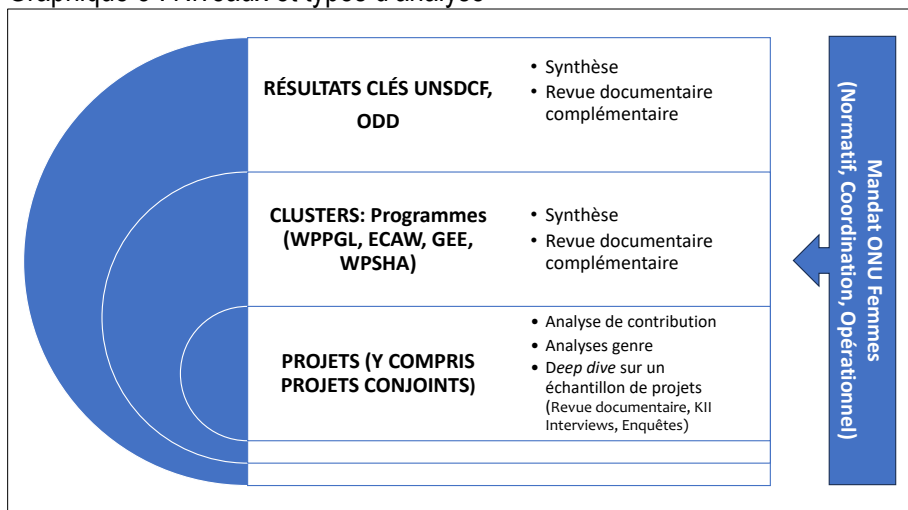 RÉSULTATS CLÉS UNSDCF,
ODD
• Synthèse
• Revue documentaire
complémentaire
CLUSTERS: Programmes
(WPPGL, ECAW, GEE,
WPSHA)
• Synthèse
• Revue documentaire
complémentaire
PROJETS (Y COMPRIS
PROJETS CONJOINTS)
• Analyse de contribution
• Analyses genre
• Deep dive sur un
échantillon de projets
(Revue documentaire, KII
Interviews, Enquêtes)
Mandat ONU Femmes
(Normatif, Coordination, Opérationnel)